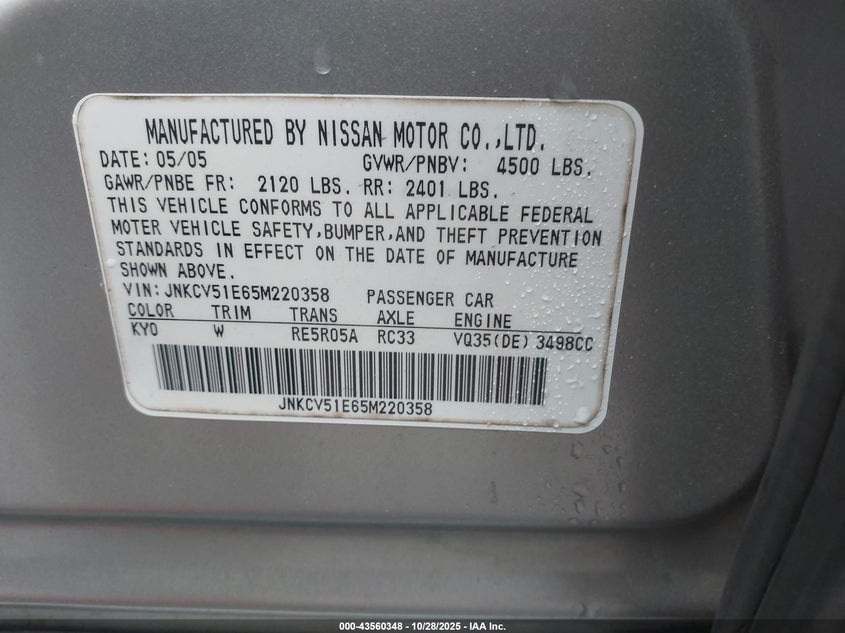 MANUFACTURED BY NISSAN MOTOR CO.,LTD.
DATE: 05/05 GVWR/PNBV: 4500 LBS.
GAWR/PNBE FR: 2120 LBS. RR: 2401 LBS.
THIS VEHICLE CONFORMS TO ALL APPLICABLE FEDERAL
MOTER VEHICLE SAFETY,BUMPER,AND THEFT PREVENTION
STANDARDS IN EFFECT ON THE DATE OF MANUFACTURE
SHOWN ABOVE.
VIN: JNKCV51E65M220358 PASSENGER CAR
COLOR TRIM TRANS AXLE ENGINE
KY0 W RE5R05A RC33 VQ35(DE) 3498CC
JNKCV51E65M220358
000-43560348 | 10/28/2025 - IAA Inc.